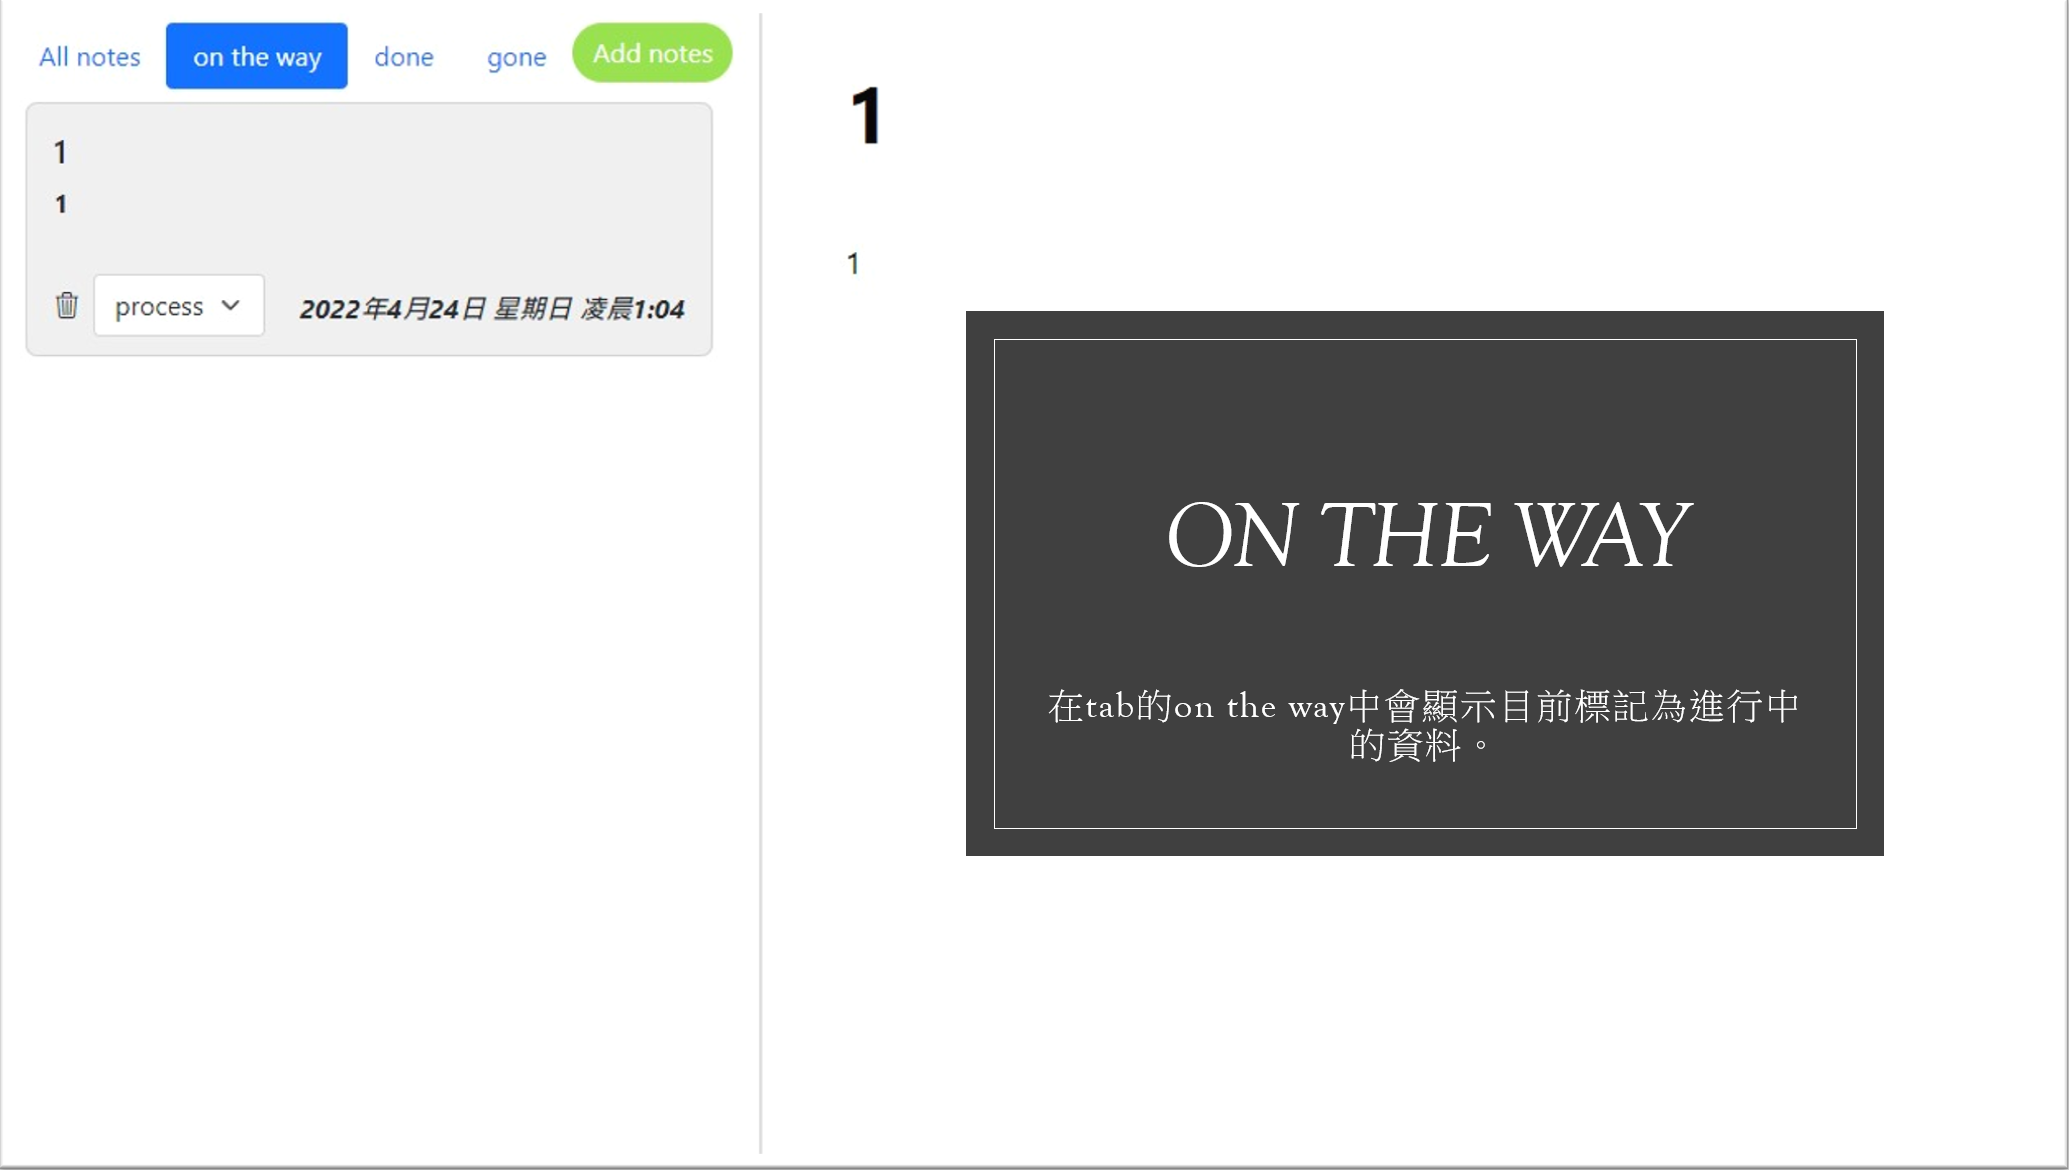 All notes on the way done gone Add notes
1
1
process 2022年4月24日 星期日 凌晨1:04
1
1
ON THE WAY
在tab的on the way中會顯示目前標記為進行中
的資料。